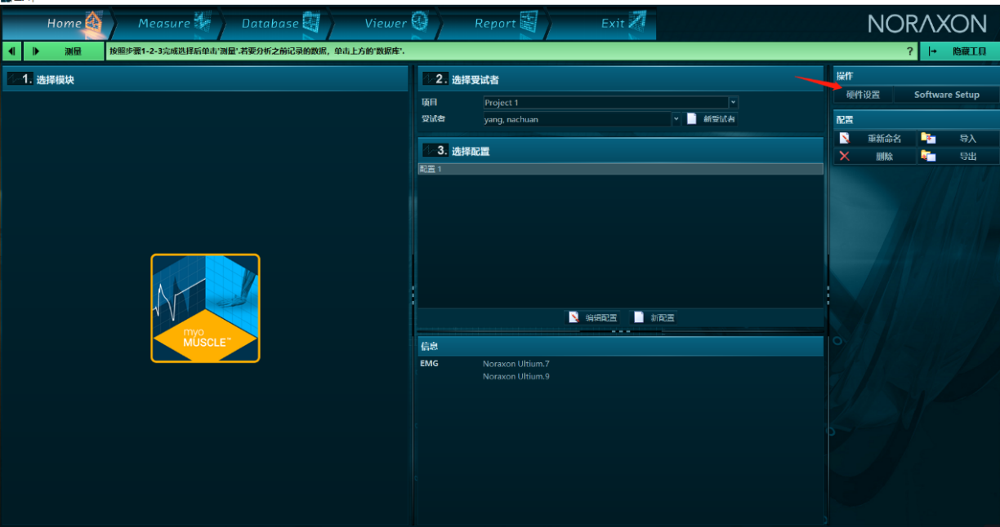 Home Measure Database Viewer Report Exit NORAXON
测量 按照步骤1-2-3完成选择后单击'测量'.若要分析之前记录的数据，单击上方的'数据库'. ? 隐藏工具
1. 选择模块
myo
MUSCLE™
2. 选择受试者
项目 Project 1
受试者 yang, nachuan 新受试者
3. 选择配置
配置 1
编辑配置 新配置
信息
EMG Noraxon Ultium.7
Noraxon Ultium.9
操作
硬件设置 Software Setup
配置
重新命名 导入
删除 导出